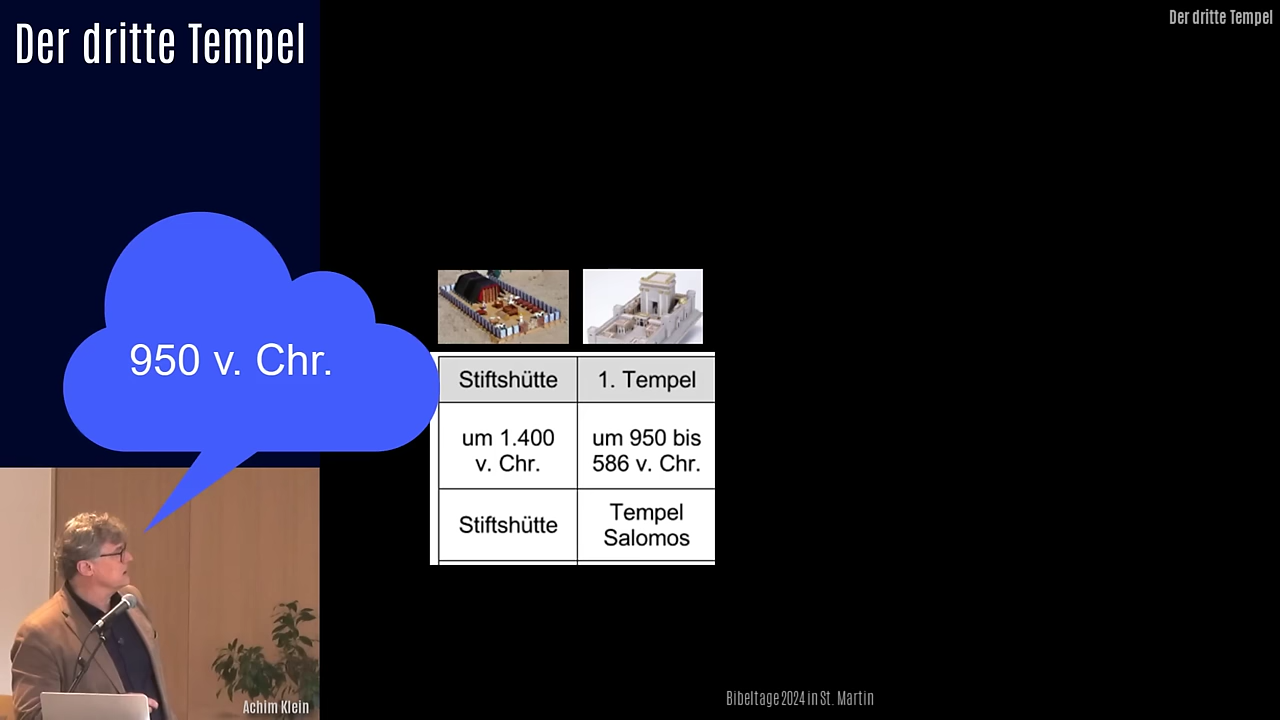 Der dritte Tempel
Der dritte Tempel
950 v. Chr.
Stiftshütte
1. Tempel
um 1.400
v. Chr.
um 950 bis
586 v. Chr.
Stiftshütte
Tempel
Salomos
Achim Klein
Bibeltage 2024 in St. Martin